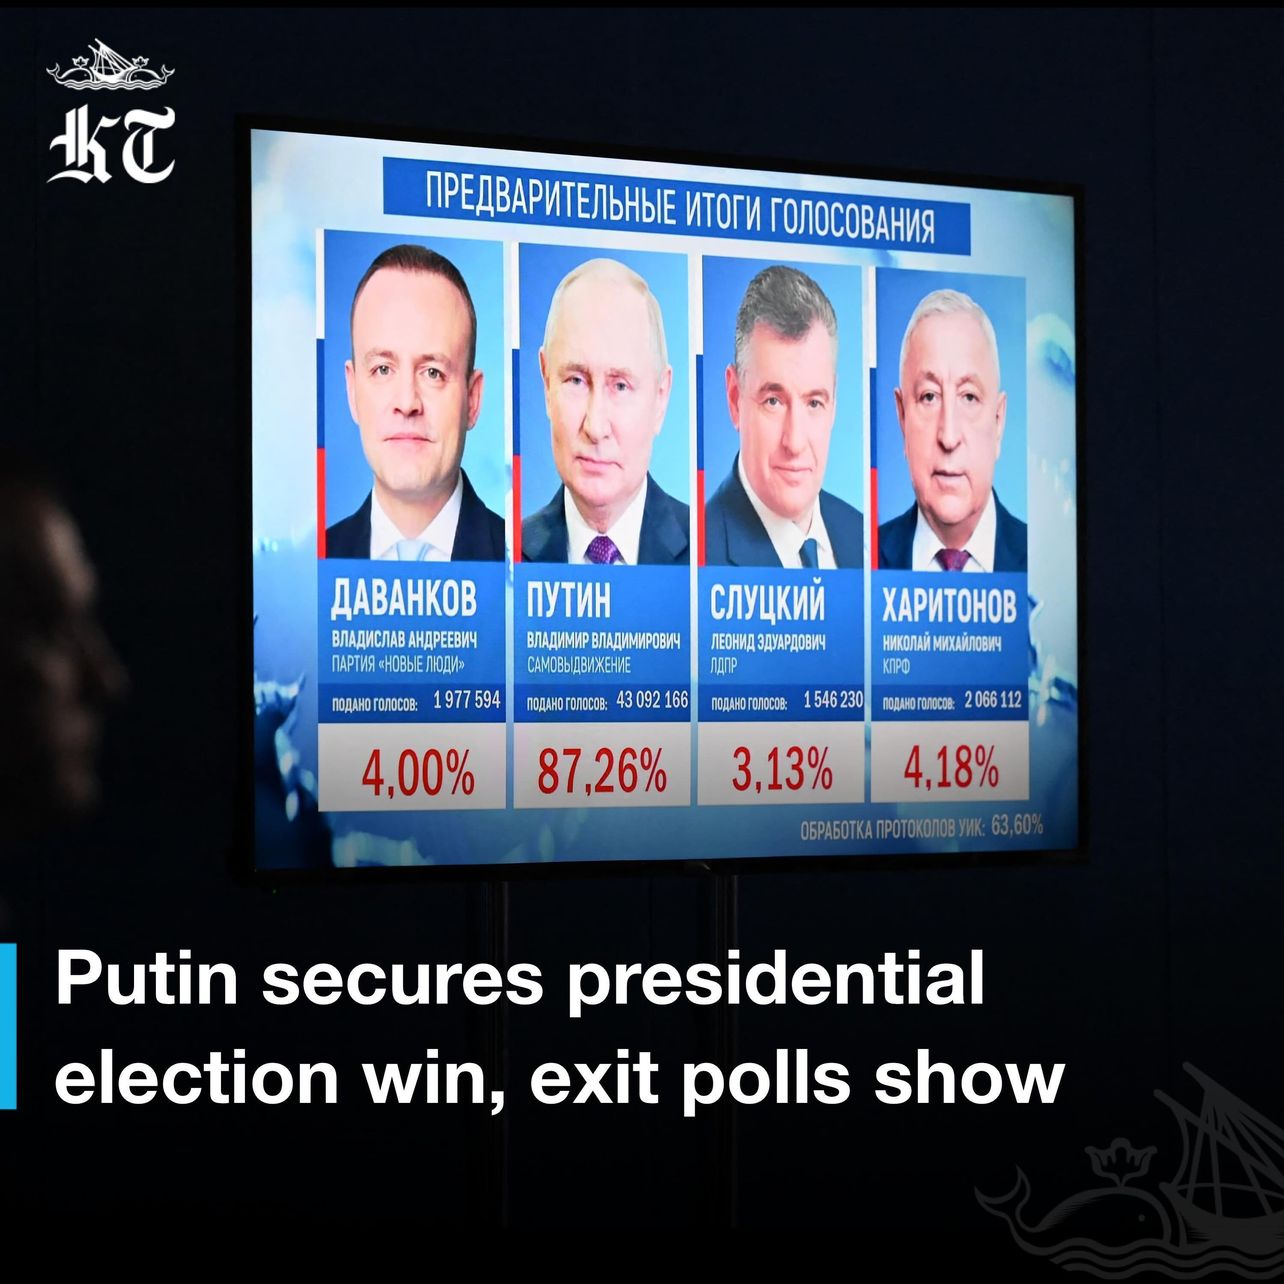 KT
ПРЕДВАРИТЕЛЬНЫЕ ИТОГИ ГОЛОСОВАНИЯ
ДАВАНКОВ
ВЛАДИСЛАВ АНДРЕЕВИЧ
ПАРТИЯ «НОВЫЕ ЛЮДИ»
ПОДАНО ГОЛОСОВ: 1 977 594
4,00%
ПУТИН
ВЛАДИМИР ВЛАДИМИРОВИЧ
САМОВЫДВИЖЕНИЕ
ПОДАНО ГОЛОСОВ: 43 092 166
87,26%
СЛУЦКИЙ
ЛЕОНИД ЭДУАРДОВИЧ
ЛДПР
ПОДАНО ГОЛОСОВ: 1 546 230
3,13%
ХАРИТОНОВ
НИКОЛАЙ МИХАЙЛОВИЧ
КПРФ
ПОДАНО ГОЛОСОВ: 2 066 112
4,18%
ОБРАБОТКА ПРОТОКОЛОВ УИК: 63,60%
Putin secures presidential
election win, exit polls show